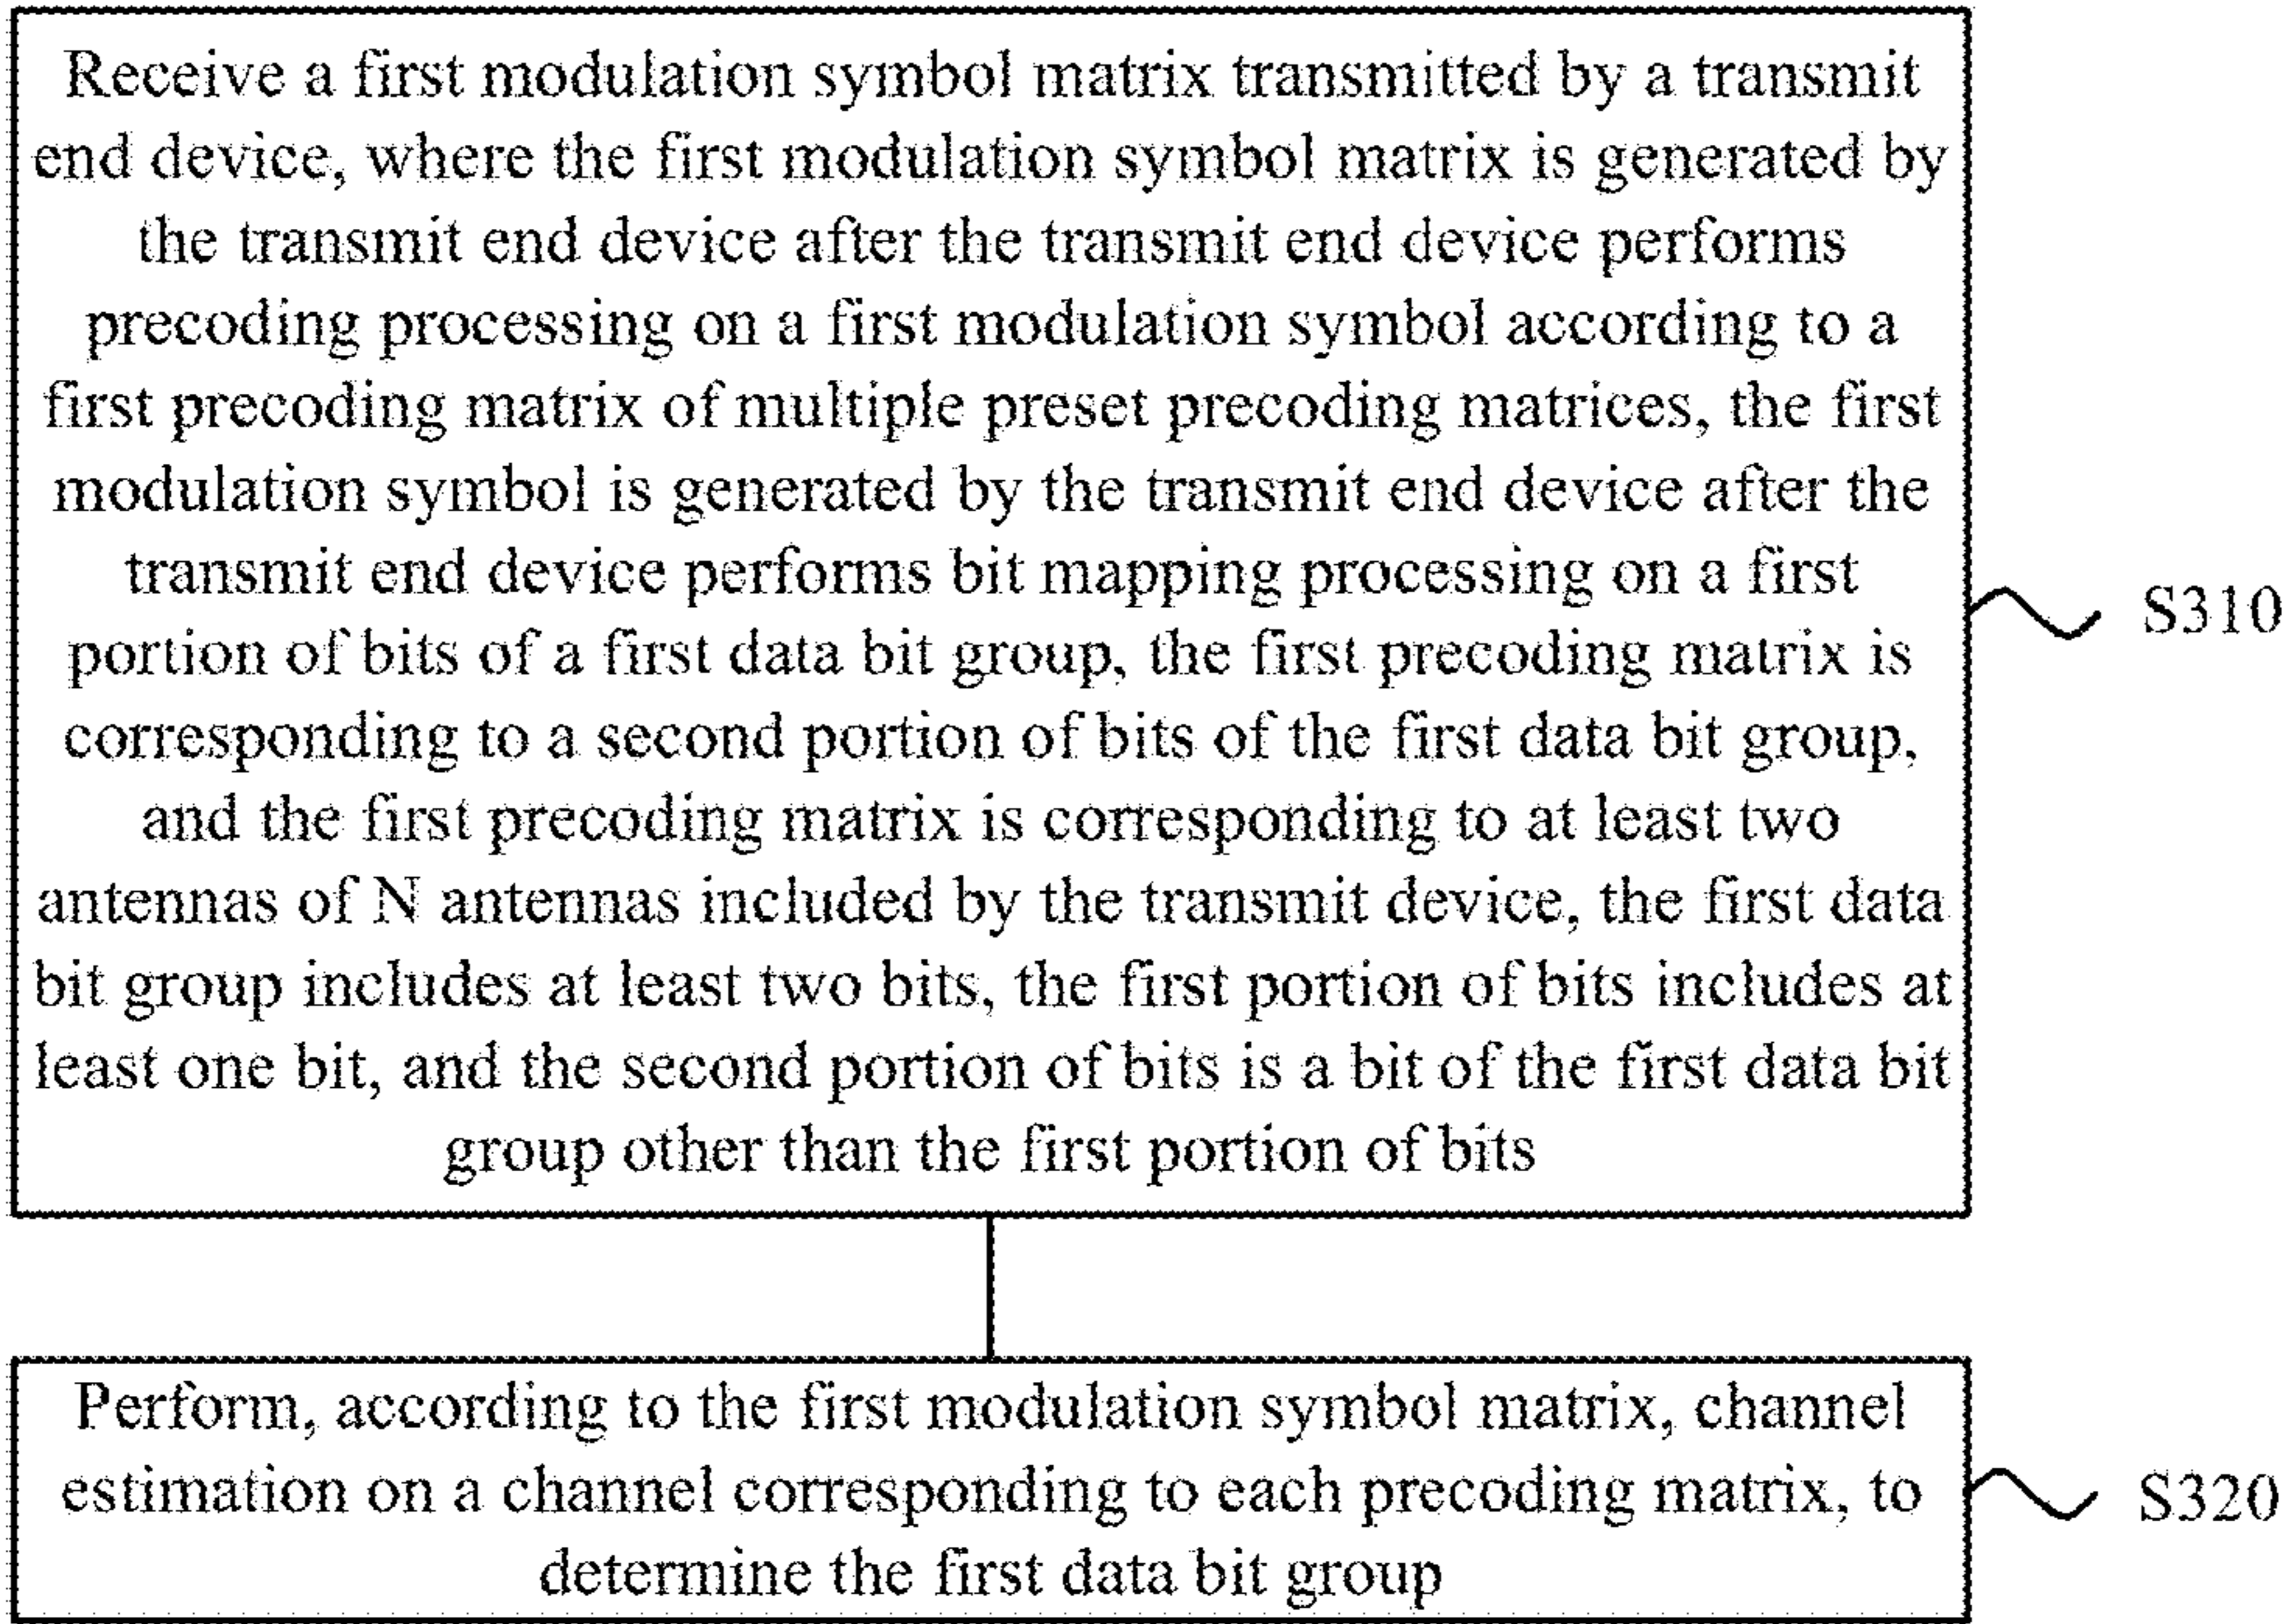 Receive a first modulation symbol matrix transmitted by a transmit
end device, where the first modulation symbol matrix is generated by
the transmit end device after the transmit end device performs
precoding processing on a first modulation symbol according to a
first precoding matrix of multiple preset precoding matrices, the first
modulation symbol is generated by the transmit end device after the
transmit end device performs bit mapping processing on a first
portion of bits of a first data bit group, the first precoding matrix is
corresponding to a second portion of bits of the first data bit group,
and the first precoding matrix is corresponding to at least two
antennas of N antennas included by the transmit device, the first data
bit group includes at least two bits, the first portion of bits includes at
least one bit, and the second portion of bits is a bit of the first data bit
group other than the first portion of bits
S310
Perform, according to the first modulation symbol matrix, channel
estimation on a channel corresponding to each precoding matrix, to
determine the first data bit group
S320